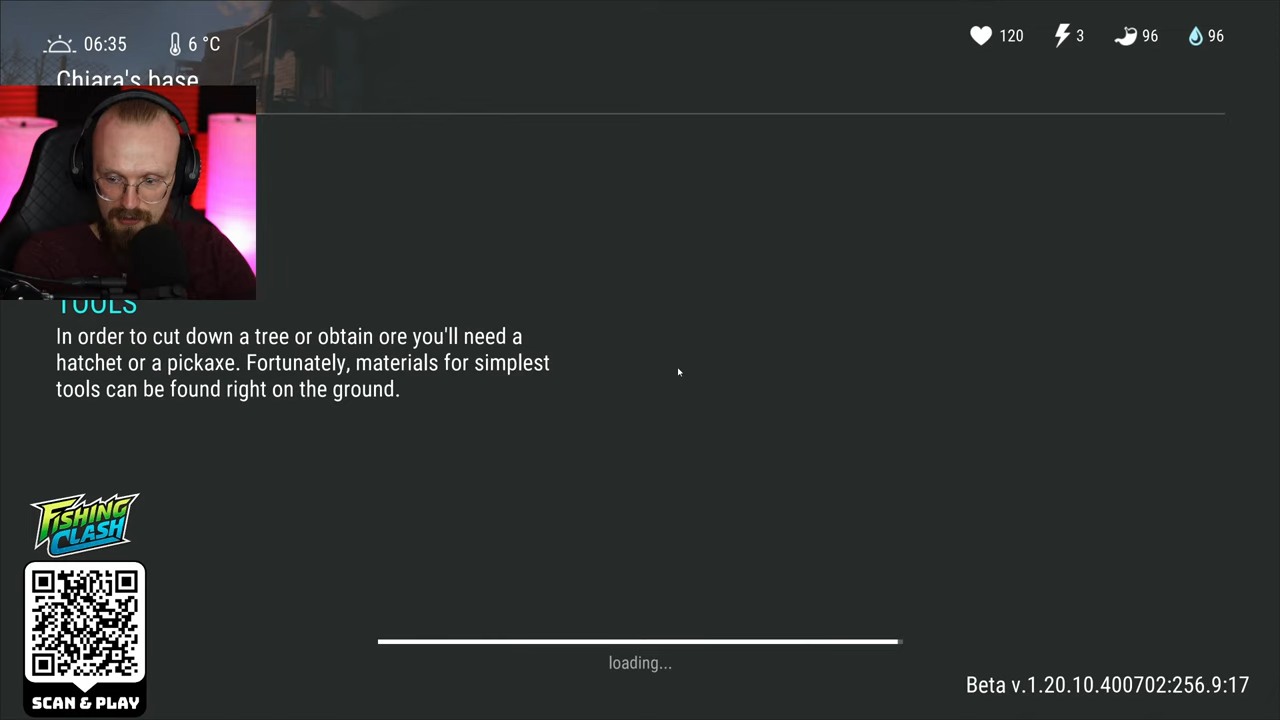 06:35
6 °C
120
3
96
96
Chiara's base
TOOLS
In order to cut down a tree or obtain ore you'll need a
hatchet or a pickaxe. Fortunately, materials for simplest
tools can be found right on the ground.
FISHING
CLASH
SCAN & PLAY
loading...
Beta v.1.20.10.400702:256.9:17